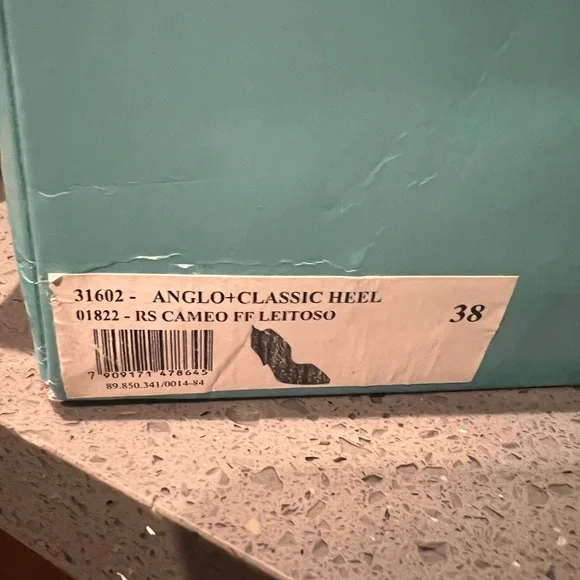 31602 - ANGLO+CLASSIC HEEL
01822 - RS CAMEO FF LEITOSO
38
7 909171 478645
89.850.341/0014-84